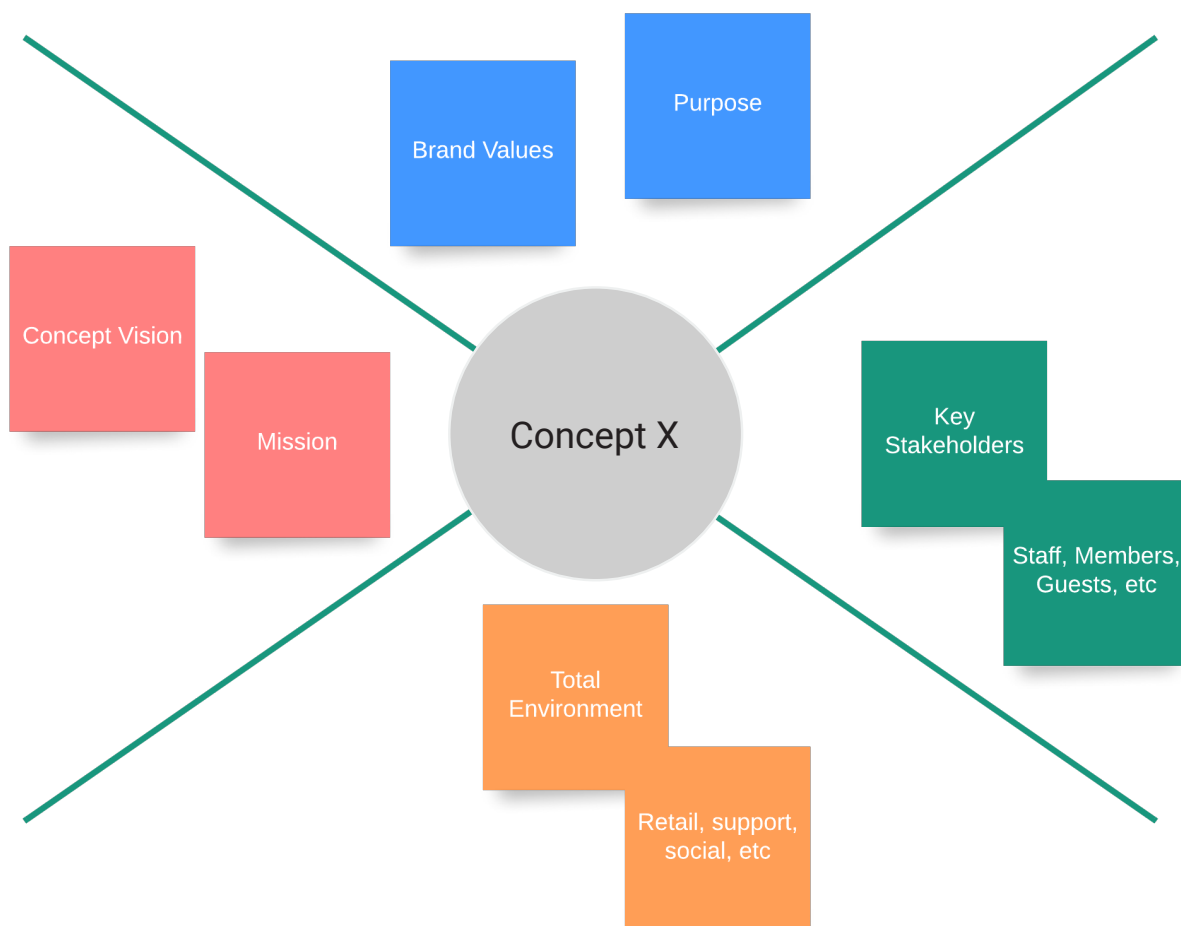 Purpose
Brand Values
Concept Vision
Mission
Concept X
Key
Stakeholders
Staff, Members,
Guests, etc
Total
Environment
Retail, support,
social, etc